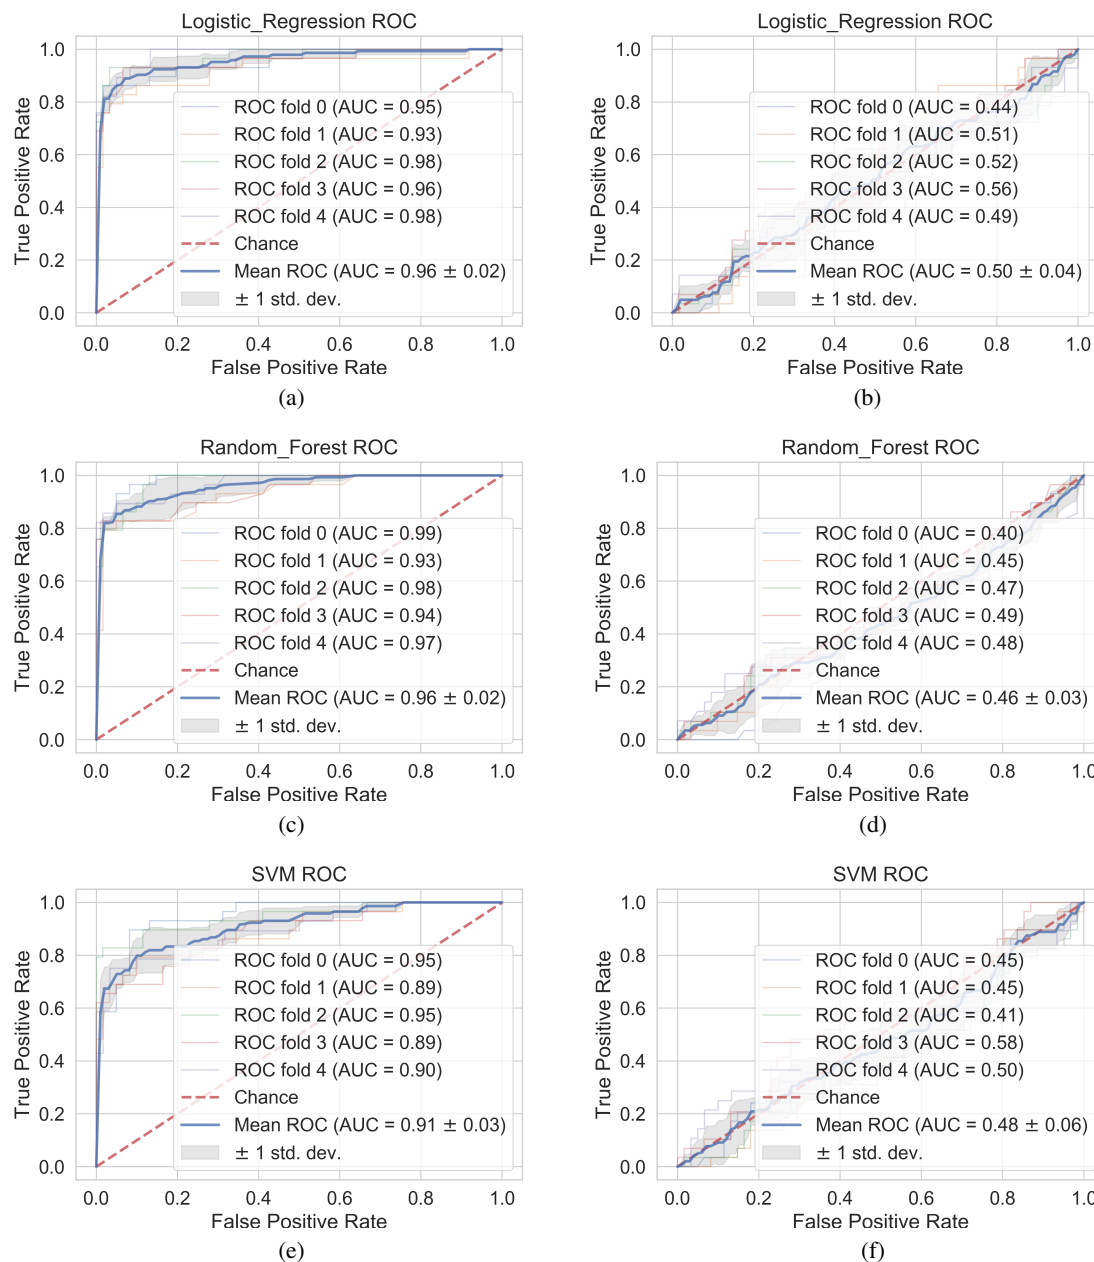 Logistic_Regression ROC
True Positive Rate
1.0
0.8
0.6
0.4
0.2
0.0
ROC fold 0 (AUC = 0.95)
ROC fold 1 (AUC = 0.93)
ROC fold 2 (AUC = 0.98)
ROC fold 3 (AUC = 0.96)
ROC fold 4 (AUC = 0.98)
Chance
Mean ROC (AUC = 0.96 ± 0.02)
± 1 std. dev.
0.0 0.2 0.4 0.6 0.8 1.0
False Positive Rate
(a)
Logistic_Regression ROC
True Positive Rate
1.0
0.8
0.6
0.4
0.2
0.0
ROC fold 0 (AUC = 0.44)
ROC fold 1 (AUC = 0.51)
ROC fold 2 (AUC = 0.52)
ROC fold 3 (AUC = 0.56)
ROC fold 4 (AUC = 0.49)
Chance
Mean ROC (AUC = 0.50 ± 0.04)
± 1 std. dev.
0.0 0.2 0.4 0.6 0.8 1.0
False Positive Rate
(b)
Random_Forest ROC
True Positive Rate
1.0
0.8
0.6
0.4
0.2
0.0
ROC fold 0 (AUC = 0.99)
ROC fold 1 (AUC = 0.93)
ROC fold 2 (AUC = 0.98)
ROC fold 3 (AUC = 0.94)
ROC fold 4 (AUC = 0.97)
Chance
Mean ROC (AUC = 0.96 ± 0.02)
± 1 std. dev.
0.0 0.2 0.4 0.6 0.8 1.0
False Positive Rate
(c)
Random_Forest ROC
True Positive Rate
1.0
0.8
0.6
0.4
0.2
0.0
ROC fold 0 (AUC = 0.40)
ROC fold 1 (AUC = 0.45)
ROC fold 2 (AUC = 0.47)
ROC fold 3 (AUC = 0.49)
ROC fold 4 (AUC = 0.48)
Chance
Mean ROC (AUC = 0.46 ± 0.03)
± 1 std. dev.
0.0 0.2 0.4 0.6 0.8 1.0
False Positive Rate
(d)
SVM ROC
True Positive Rate
1.0
0.8
0.6
0.4
0.2
0.0
ROC fold 0 (AUC = 0.95)
ROC fold 1 (AUC = 0.89)
ROC fold 2 (AUC = 0.95)
ROC fold 3 (AUC = 0.89)
ROC fold 4 (AUC = 0.90)
Chance
Mean ROC (AUC = 0.91 ± 0.03)
± 1 std. dev.
0.0 0.2 0.4 0.6 0.8 1.0
False Positive Rate
(e)
SVM ROC
True Positive Rate
1.0
0.8
0.6
0.4
0.2
0.0
ROC fold 0 (AUC = 0.45)
ROC fold 1 (AUC = 0.45)
ROC fold 2 (AUC = 0.41)
ROC fold 3 (AUC = 0.58)
ROC fold 4 (AUC = 0.50)
Chance
Mean ROC (AUC = 0.48 ± 0.06)
± 1 std. dev.
0.0 0.2 0.4 0.6 0.8 1.0
False Positive Rate
(f)